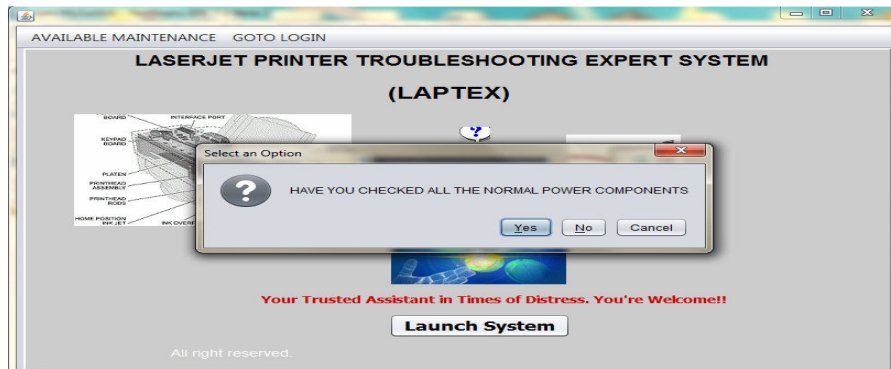 AVAILABLE MAINTENANCE GOTO LOGIN
LASERJET PRINTER TROUBLESHOOTING EXPERT SYSTEM
(LAPTEX)
BOARD
INTERFACE PORT
KEYPAD
BOARD
PLATEN
PRINTHEAD
ASSEMBLY
PRINTHEAD
RODS
HOME POSITION
INK JET
INK OVERF
?
Select an Option
?
HAVE YOU CHECKED ALL THE NORMAL POWER COMPONENTS
Yes No Cancel
Your Trusted Assistant in Times of Distress. You're Welcome!!
Launch System
All right reserved.